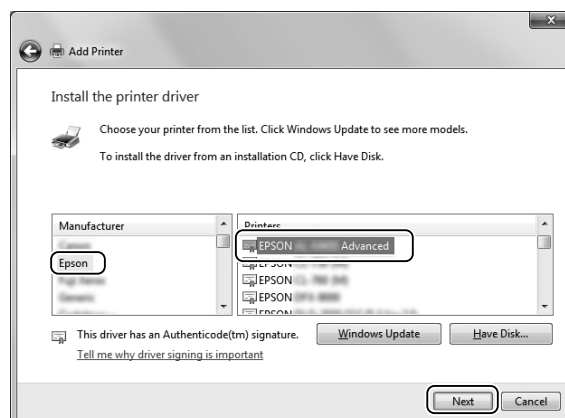 Add Printer
Install the printer driver
Choose your printer from the list. Click Windows Update to see more models.
To install the driver from an installation CD, click Have Disk.
Manufacturer
Epson
Printers
EPSON Advanced
EPSON
EPSON
This driver has an Authenticode(tm) signature.
Tell me why driver signing is important
Windows Update
Have Disk...
Next
Cancel